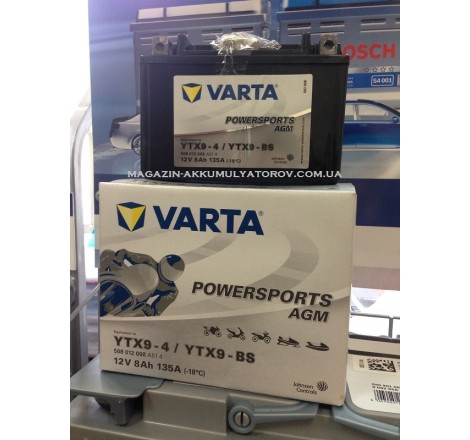 BOSCH
S4 001
VARTA
POWERSPORTS
AGM
YTX9-4 / YTX9-BS
12V 8Ah 135A (-18°C)
MAGAZIN-AKKUMULYATOROV.COM.UA
VARTA
POWERSPORTS
AGM
YTX9-4 / YTX9-BS
508 012 008 A514
12V 8Ah 135A (-18°C)
Johnson
Controls